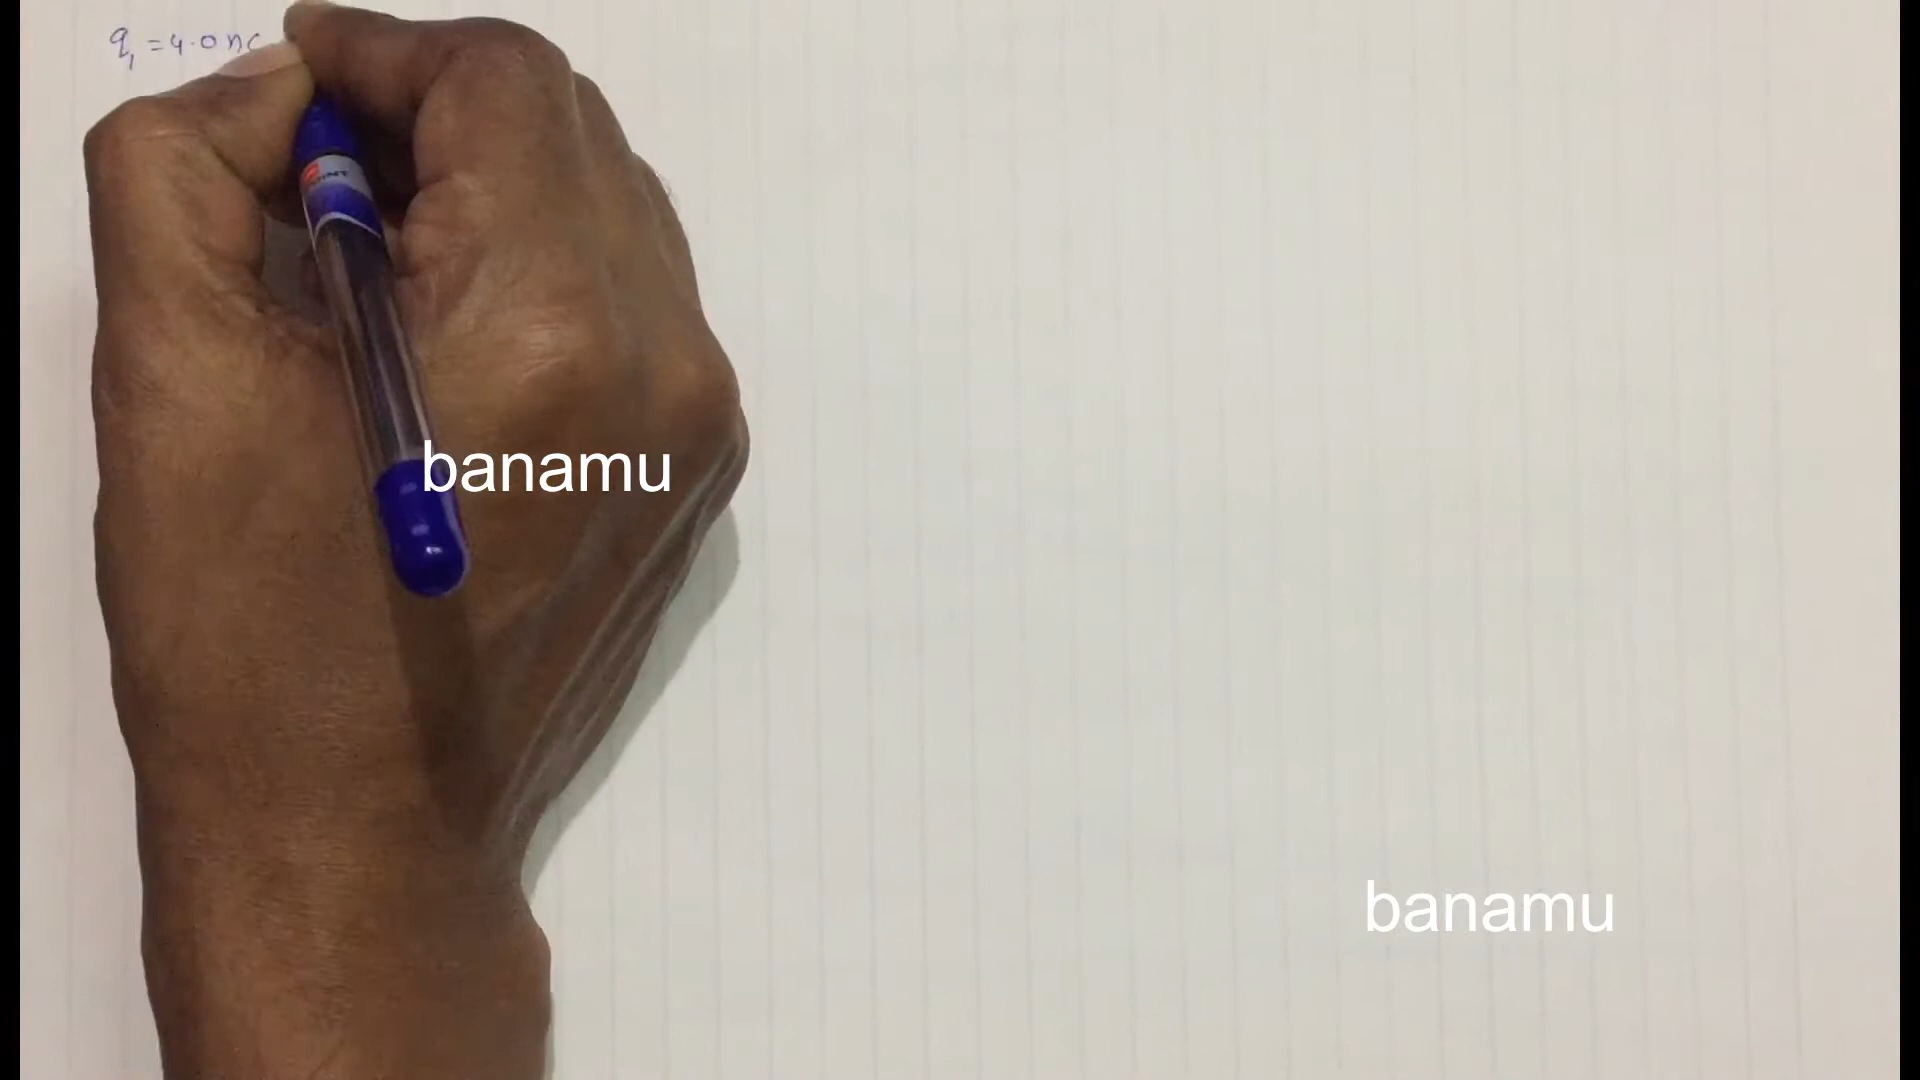 q₁ = 4.0 nc
banamu
banamu